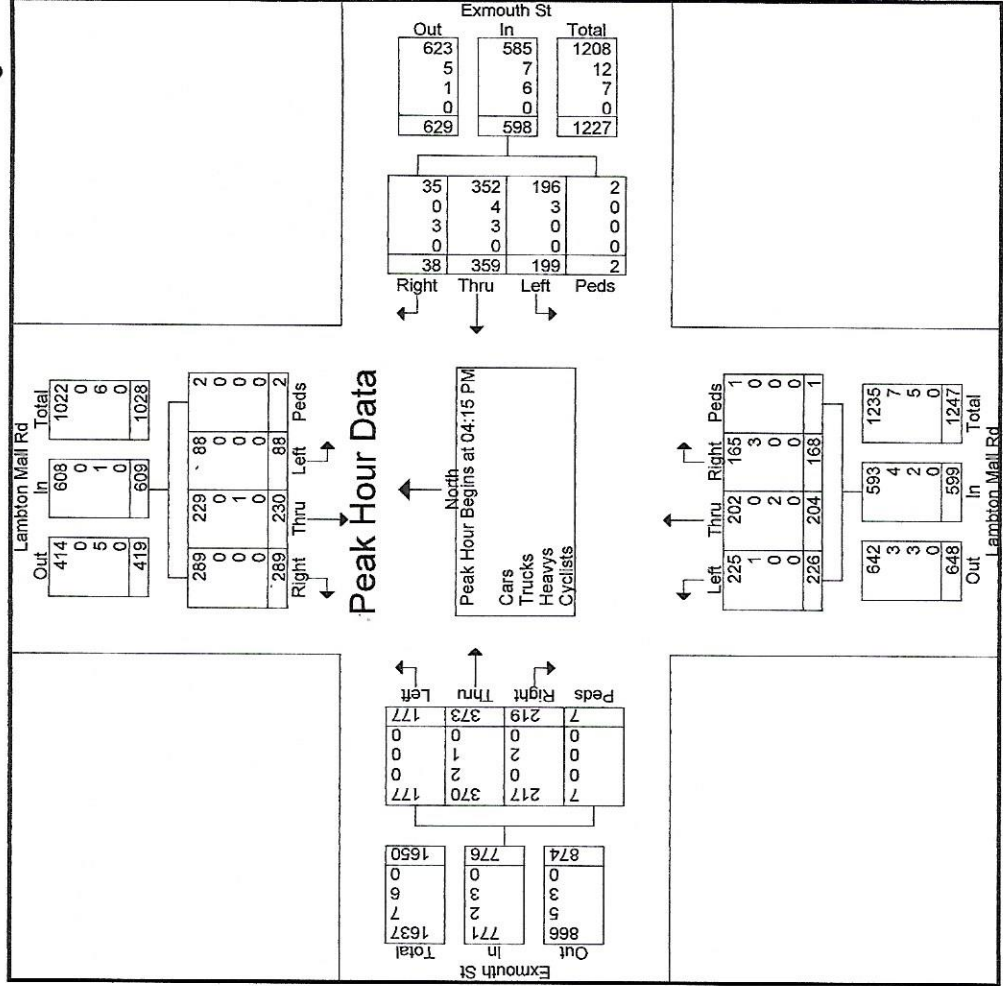 Exmouth St
Out In Total
623 585 1208
5 7 12
1 6 7
0 0 0
629 598 1227
35 352 196 2
0 4 3 0
3 3 0 0
0 0 0 0
38 359 199 2
Right Thru Left Peds
Lambton Mall Rd
Out In Total
414 608 1022
0 0 0
5 1 6
0 0 0
419 609 1028
289 229 88 2
0 0 0 0
0 1 0 0
0 0 0 0
289 230 88 2
Right Thru Left Peds
Peak Hour Data
North
Peak Hour Begins at 04:15 PM
Cars
Trucks
Heavys
Cyclists
Left Thru Right Peds
225 202 165 1
1 0 3 0
0 2 0 0
0 0 0 0
226 204 168 1
642 593 1235
3 4 7
3 2 5
0 0 0
648 599 1247
Out In Total
Lambton Mall Rd
Left Thru Right Peds
177 373 219 7
0 0 0 0
0 1 2 0
0 2 0 0
177 370 217 7
1650 776 874
0 0 0
6 3 3
7 2 5
1637 771 866
Total In Out
Exmouth St